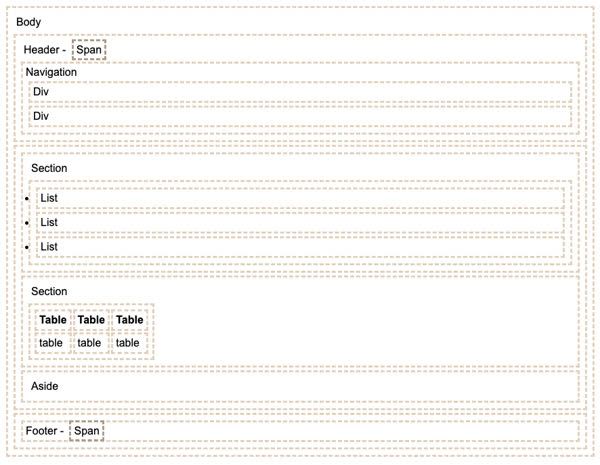 Body
Header - Span
Navigation
Div
Div
Section
List
List
List
Section
Table Table Table
table table table
Aside
Footer - Span